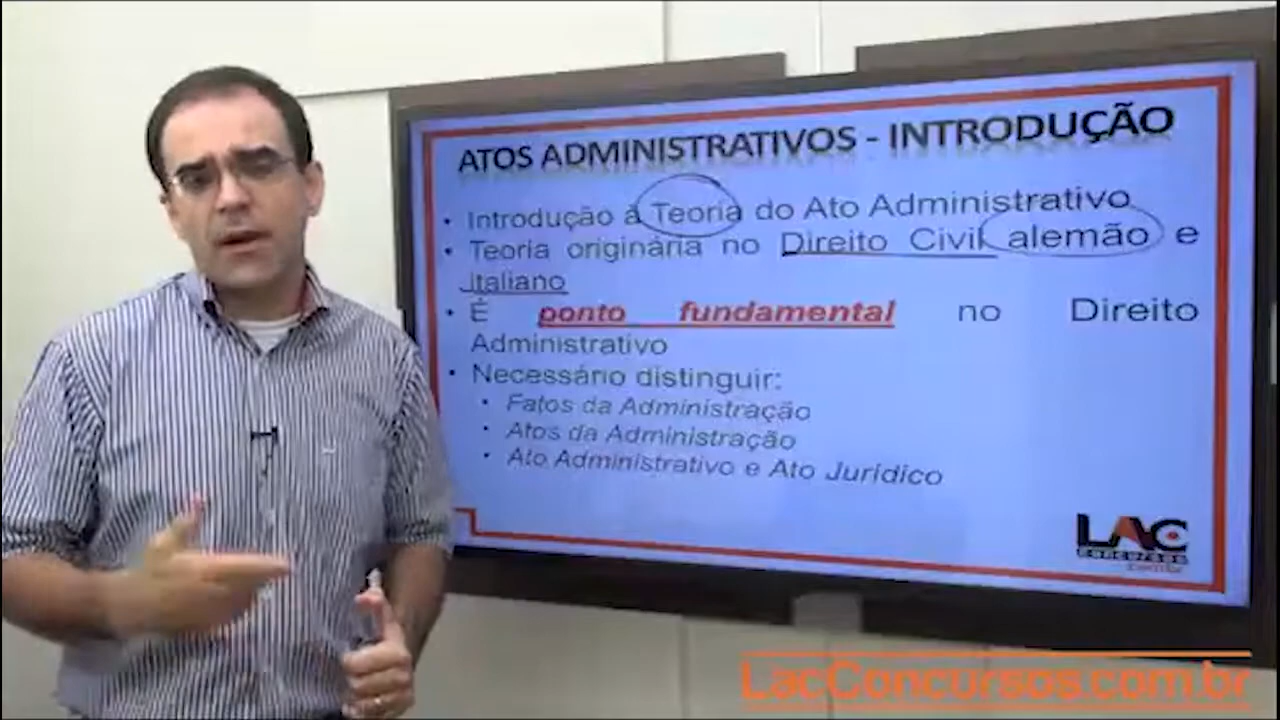 ATOS ADMINISTRATIVOS - INTRODUÇÃO
• Introdução à Teoria do Ato Administrativo
• Teoria originária no Direito Civil alemão e
Italiano
• É ponto fundamental no Direito
Administrativo
• Necessário distinguir:
• Fatos da Administração
• Atos da Administração
• Ato Administrativo e Ato Jurídico
LAC
CONCURSOS
LacConcursos.com.br